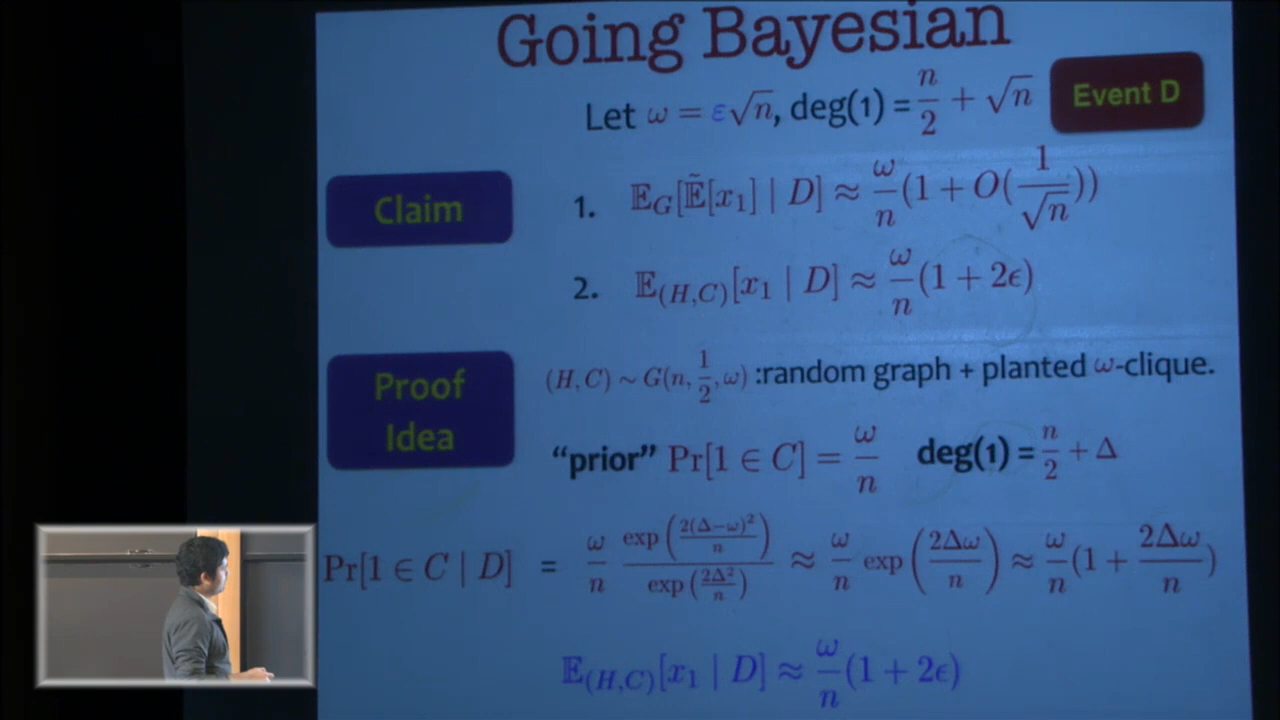 Going Bayesian
Let ω = ε√n, deg(1) = n/2 + √n
Event D
Claim
1. 𝔼_G[𝔼̃[x_1] | D] ≈ ω/n (1 + O(1/√n))
2. 𝔼_(H,C)[x_1 | D] ≈ ω/n (1 + 2ϵ)
Proof
Idea
(H, C) ~ G(n, 1/2, ω) :random graph + planted ω-clique.
“prior” Pr[1 ∈ C] = ω/n deg(1) = n/2 + Δ
Pr[1 ∈ C | D] = ω/n exp(2(Δ−ω)²/n) / exp(2Δ²/n) ≈ ω/n exp(2Δω/n) ≈ ω/n (1 + 2Δω/n)
𝔼_(H,C)[x_1 | D] ≈ ω/n (1 + 2ϵ)